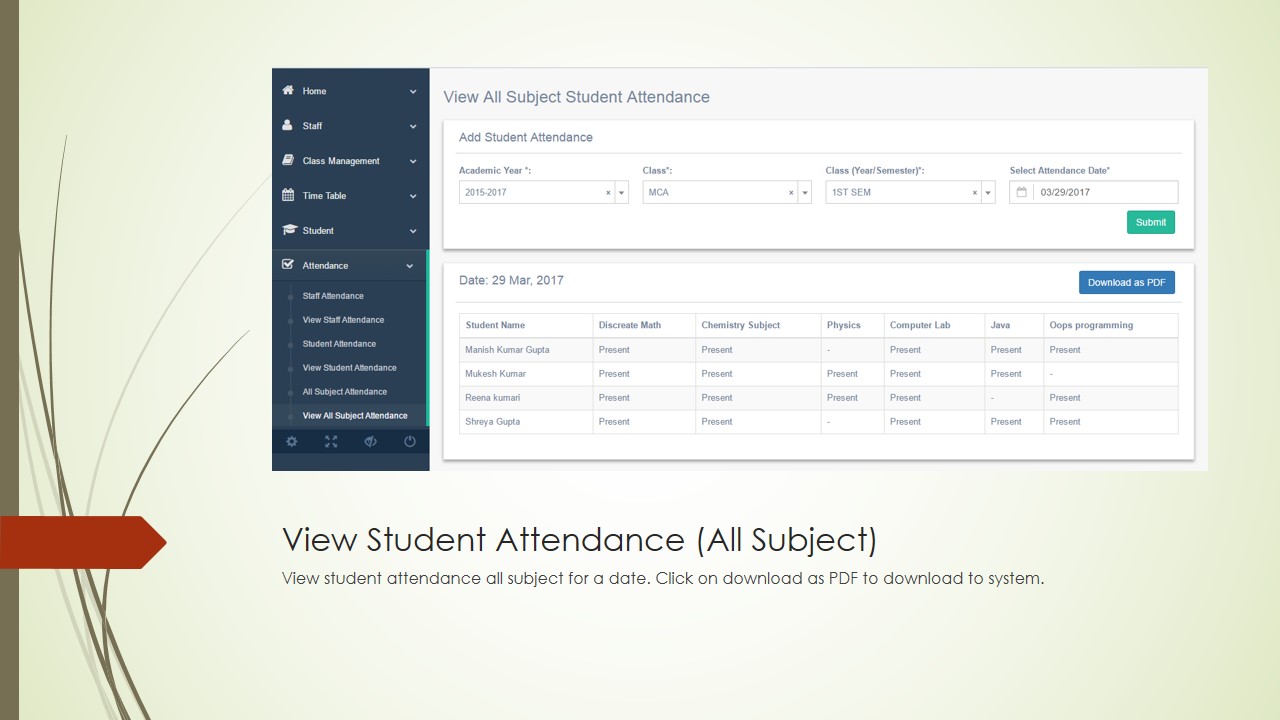 Home
Staff
Class Management
Time Table
Student
Attendance
Staff Attendance
View Staff Attendance
Student Attendance
View Student Attendance
All Subject Attendance
View All Subject Attendance
View All Subject Student Attendance
Add Student Attendance
Academic Year *: Class*: Class (Year/Semester)*: Select Attendance Date*
2015-2017 × MCA × 1ST SEM × 03/29/2017
Submit
Date: 29 Mar, 2017 Download as PDF
Student Name Discreate Math Chemistry Subject Physics Computer Lab Java Oops programming
Manish Kumar Gupta Present Present - Present Present Present
Mukesh Kumar Present Present Present Present Present -
Reena kumari Present Present Present Present - Present
Shreya Gupta Present Present - Present Present Present
View Student Attendance (All Subject)
View student attendance all subject for a date. Click on download as PDF to download to system.